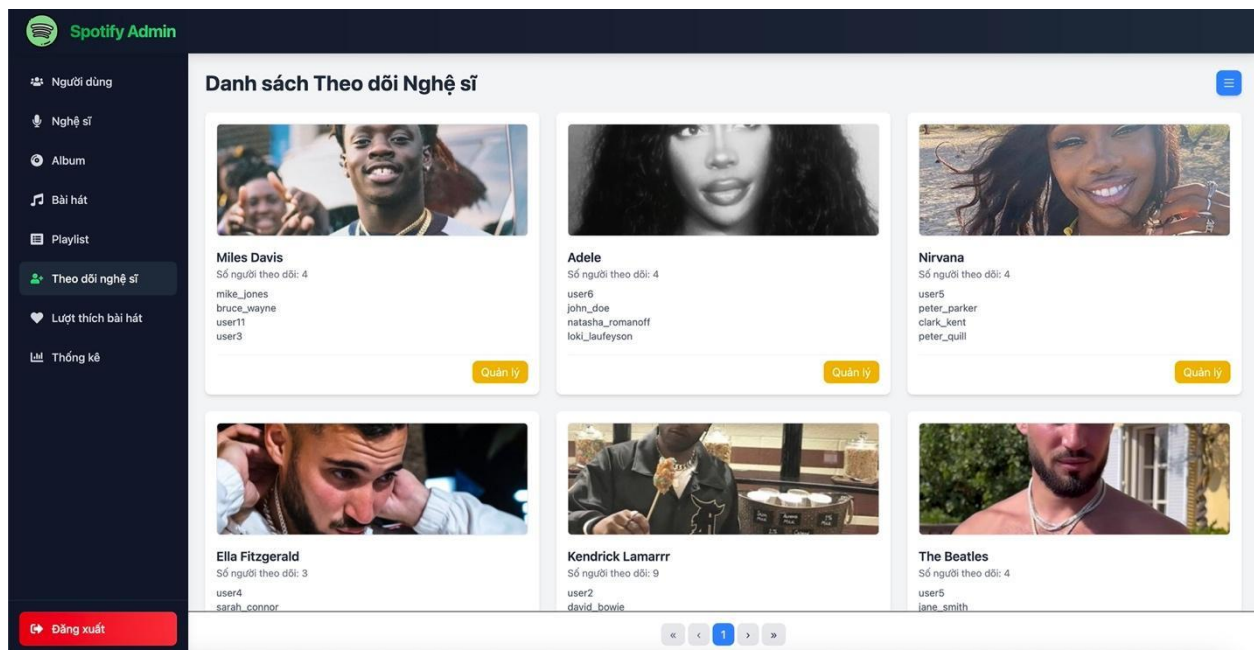 Spotify Admin
Người dùng
Nghệ sĩ
Album
Bài hát
Playlist
Theo dõi nghệ sĩ
Lượt thích bài hát
Thống kê
Đăng xuất
Danh sách Theo dõi Nghệ sĩ
Miles Davis
Số người theo dõi: 4
mike_jones
bruce_wayne
user11
user3
Quản lý
Adele
Số người theo dõi: 4
user6
john_doe
natasha_romanoff
loki_laufeyson
Quản lý
Nirvana
Số người theo dõi: 4
user5
peter_parker
clark_kent
peter_quill
Quản lý
Ella Fitzgerald
Số người theo dõi: 3
user4
sarah_connor
Kendrick Lamarrr
Số người theo dõi: 9
user2
david_bowie
The Beatles
Số người theo dõi: 4
user5
jane_smith
« ‹ 1 › »